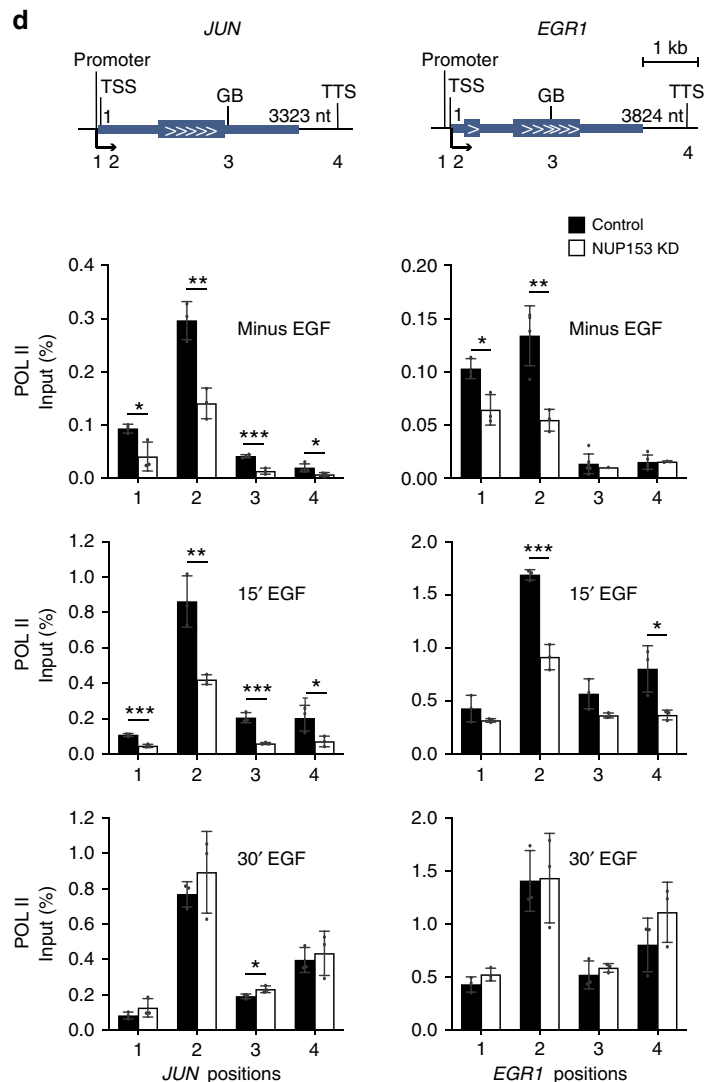 d
JUN
EGR1
1 kb
Promoter
TSS
1
GB
3323 nt
TTS
1 2
3
4
Promoter
TSS
1
GB
3824 nt
TTS
1 2
3
4
>>>>>
>
>>>>>>
Control
NUP153 KD
POL II
Input (%)
0.4
0.3
0.2
0.1
0.0
Minus EGF
*
**
***
*
1 2 3 4
0.20
0.15
0.10
0.05
0.00
Minus EGF
*
**
1 2 3 4
POL II
Input (%)
1.2
1.0
0.8
0.6
0.4
0.2
0.0
15′ EGF
***
**
***
*
1 2 3 4
2.0
1.5
1.0
0.5
0.0
15′ EGF
***
*
1 2 3 4
POL II
Input (%)
1.2
0.8
0.6
0.4
0.2
0.0
30′ EGF
*
1 2 3 4
JUN positions
2.0
1.5
1.0
0.5
0.0
30′ EGF
1 2 3 4
EGR1 positions